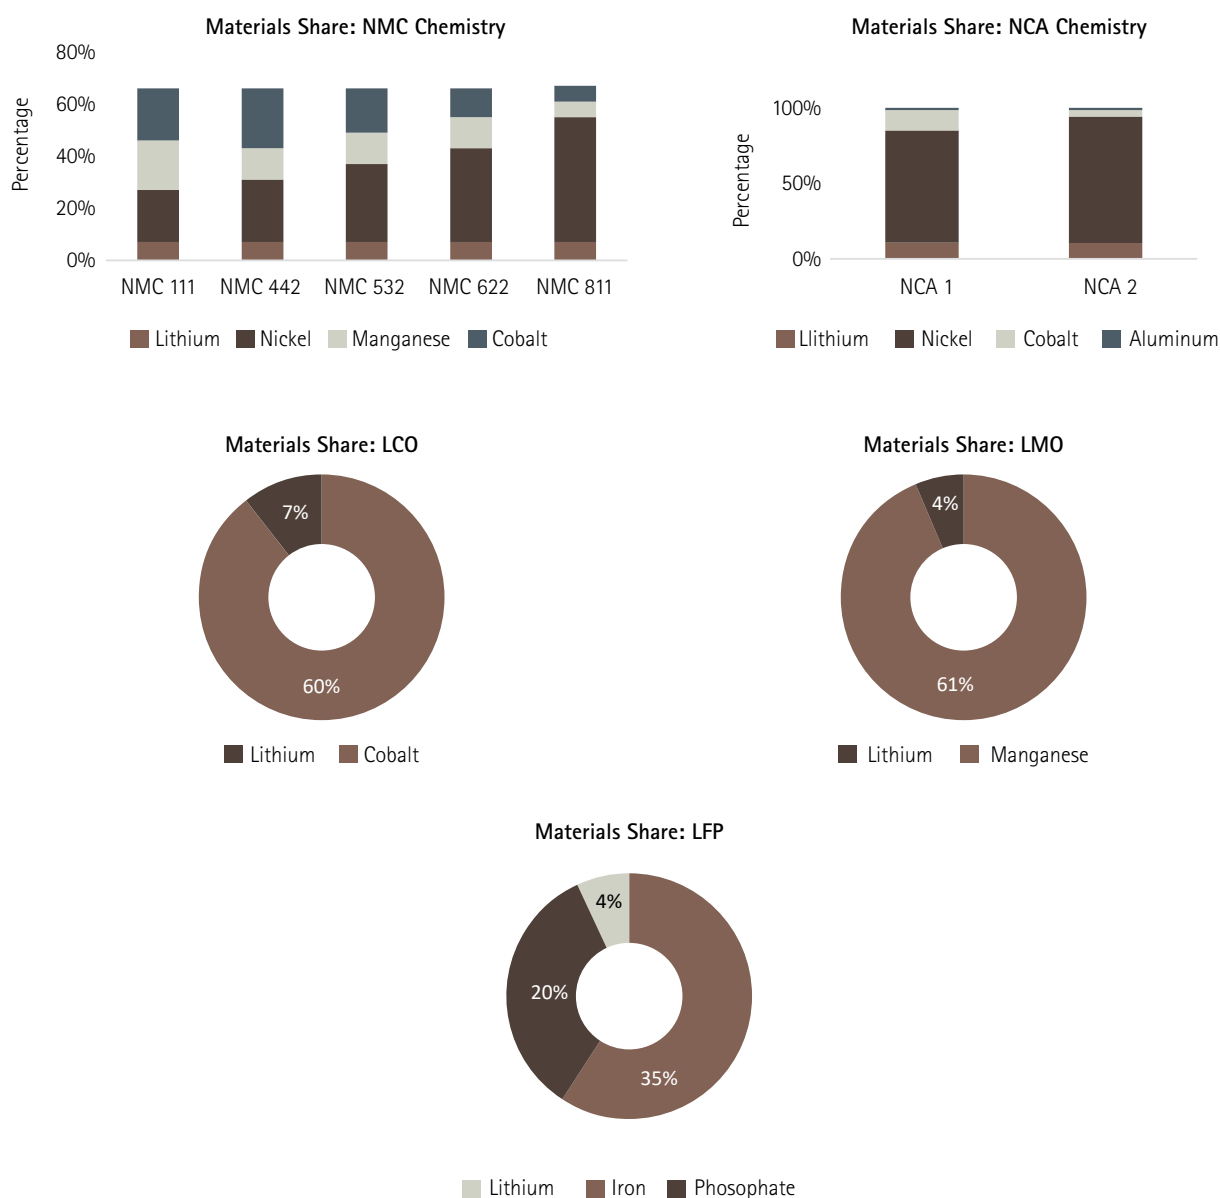 Materials Share: NMC Chemistry
80%
60%
40%
20%
0%
Percentage
NMC 111 NMC 442 NMC 532 NMC 622 NMC 811
Lithium Nickel Manganese Cobalt
Materials Share: NCA Chemistry
100%
50%
0%
Percentage
NCA 1 NCA 2
Llithium Nickel Cobalt Aluminum
Materials Share: LCO
7%
60%
Lithium Cobalt
Materials Share: LMO
4%
61%
Lithium Manganese
Materials Share: LFP
4%
20%
35%
Lithium Iron Phosophate